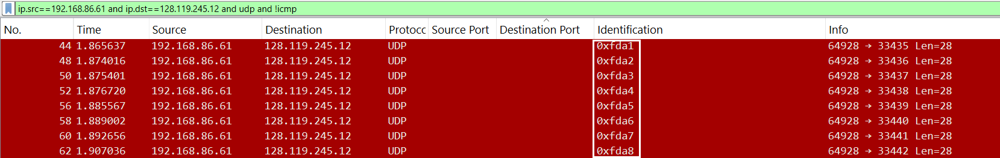 ip.src==192.168.86.61 and ip.dst==128.119.245.12 and udp and !icmp
No. Time Source Destination Protocc Source Port Destination Port Identification Info
44 1.865637 192.168.86.61 128.119.245.12 UDP 0xfda1 64928 → 33435 Len=28
48 1.874016 192.168.86.61 128.119.245.12 UDP 0xfda2 64928 → 33436 Len=28
50 1.875401 192.168.86.61 128.119.245.12 UDP 0xfda3 64928 → 33437 Len=28
52 1.876720 192.168.86.61 128.119.245.12 UDP 0xfda4 64928 → 33438 Len=28
56 1.885567 192.168.86.61 128.119.245.12 UDP 0xfda5 64928 → 33439 Len=28
58 1.889002 192.168.86.61 128.119.245.12 UDP 0xfda6 64928 → 33440 Len=28
60 1.892656 192.168.86.61 128.119.245.12 UDP 0xfda7 64928 → 33441 Len=28
62 1.907036 192.168.86.61 128.119.245.12 UDP 0xfda8 64928 → 33442 Len=28